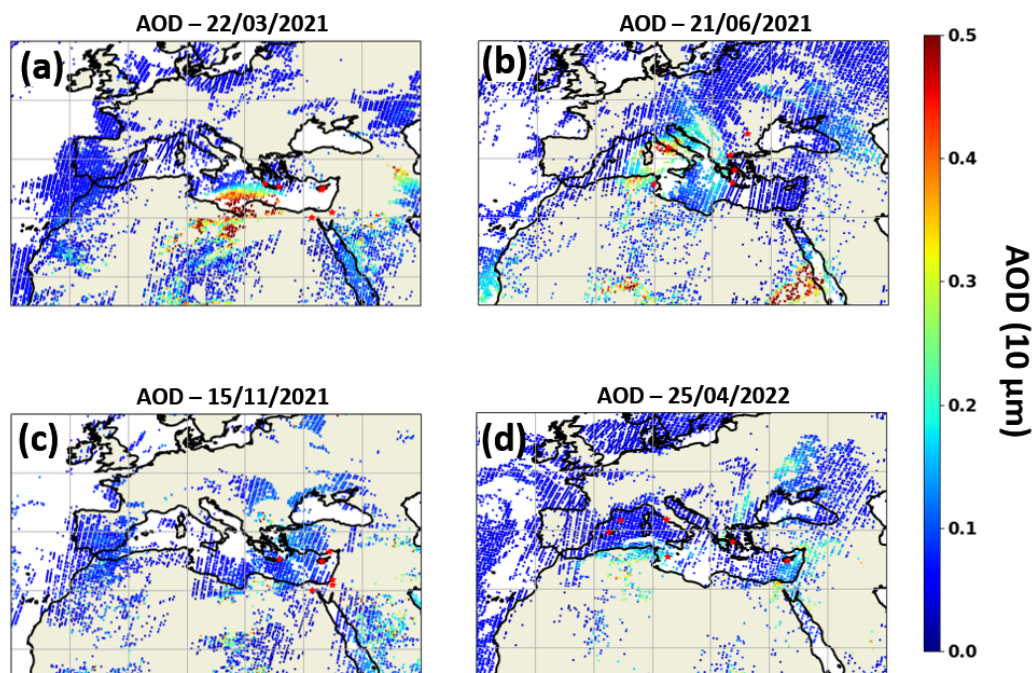 AOD – 22/03/2021
AOD – 21/06/2021
(a)
(b)
0.5
0.4
0.3
0.2
0.1
0.0
AOD (10 µm)
AOD – 15/11/2021
AOD – 25/04/2022
(c)
(d)